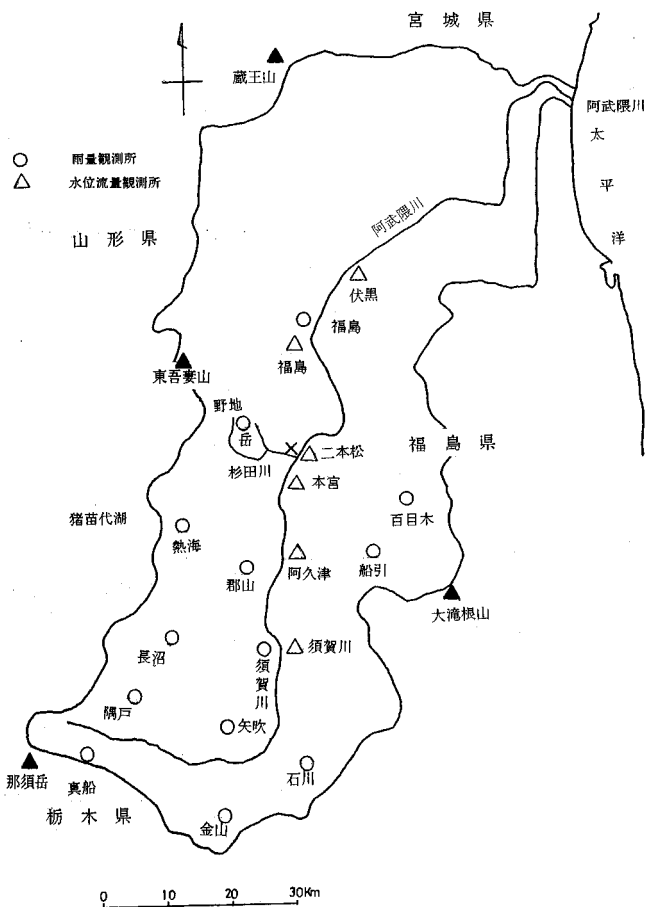 宮城県
蔵王山
阿武隈川
太平洋
雨量観測所
水位流量観測所
山形県
阿武隈川
伏黒
福島
福島
東吾妻山
野地
岳
杉田川
二本松
福島県
本宮
百目木
猪苗代湖
熱海
阿久津
船引
郡山
大滝根山
長沼
須賀川
須賀川
隈戸
矢吹
那須岳
真船
石川
栃木県
金山
0 10 20 30Km